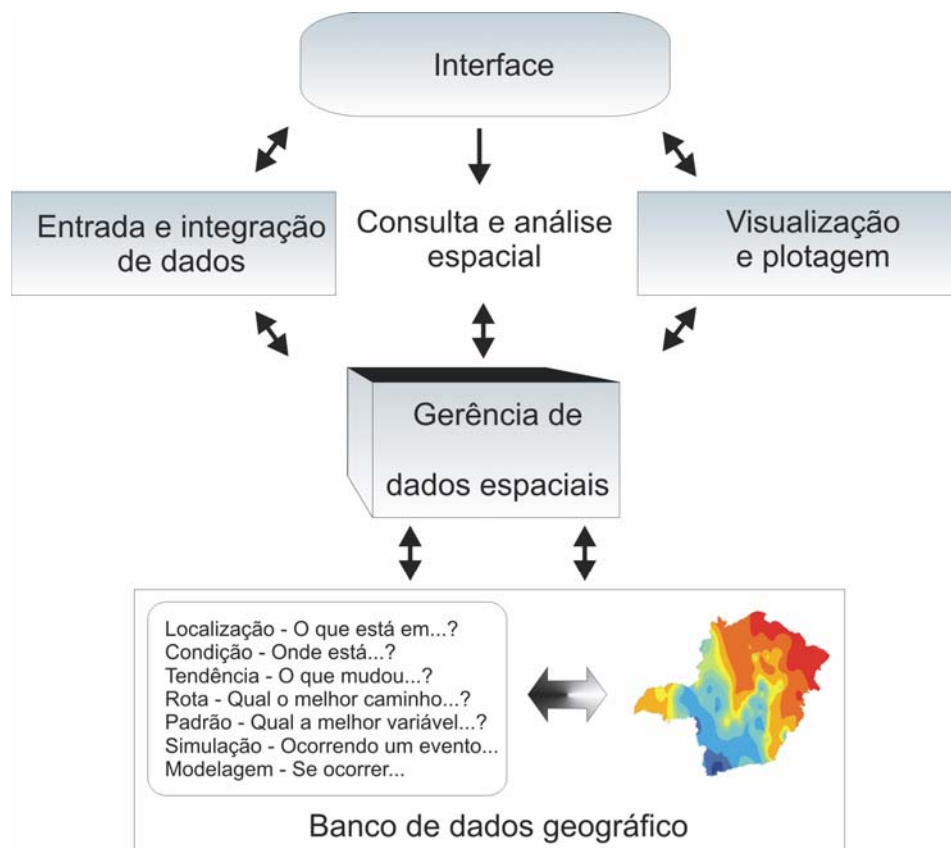 Interface
Entrada e integração
de dados
Consulta e análise
espacial
Visualização
e plotagem
Gerência de
dados espaciais
Localização - O que está em...?
Condição - Onde está...?
Tendência - O que mudou...?
Rota - Qual o melhor caminho...?
Padrão - Qual a melhor variável...?
Simulação - Ocorrendo um evento...
Modelagem - Se ocorrer...
Banco de dados geográfico